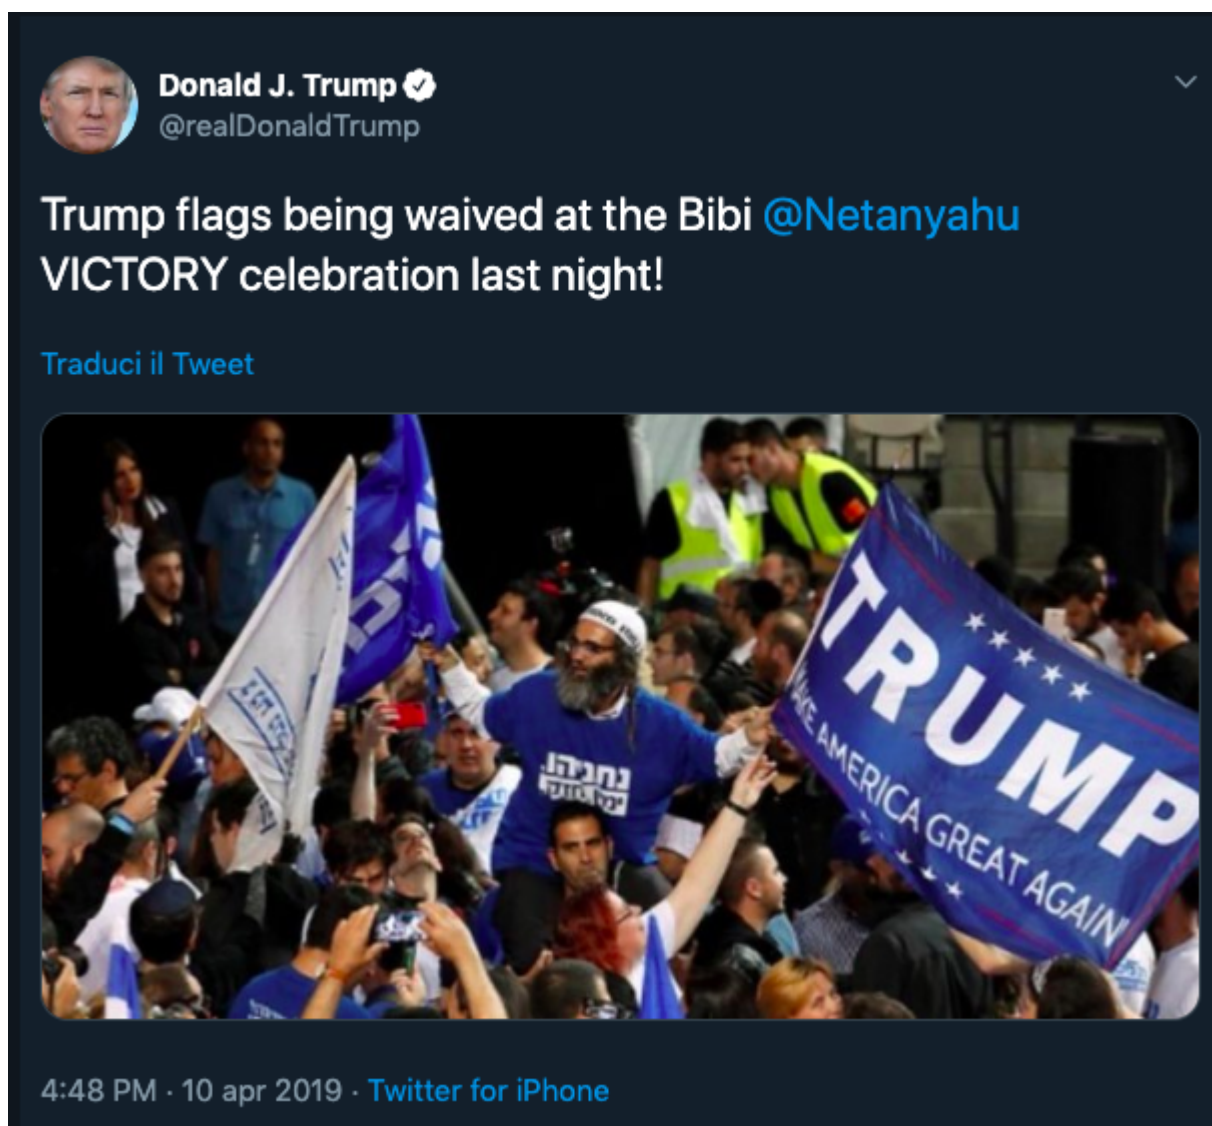 Donald J. Trump
@realDonaldTrump
Trump flags being waived at the Bibi @Netanyahu
VICTORY celebration last night!
Traduci il Tweet
נתניהו.
TRUMP
MAKE AMERICA GREAT AGAIN
4:48 PM · 10 apr 2019 · Twitter for iPhone